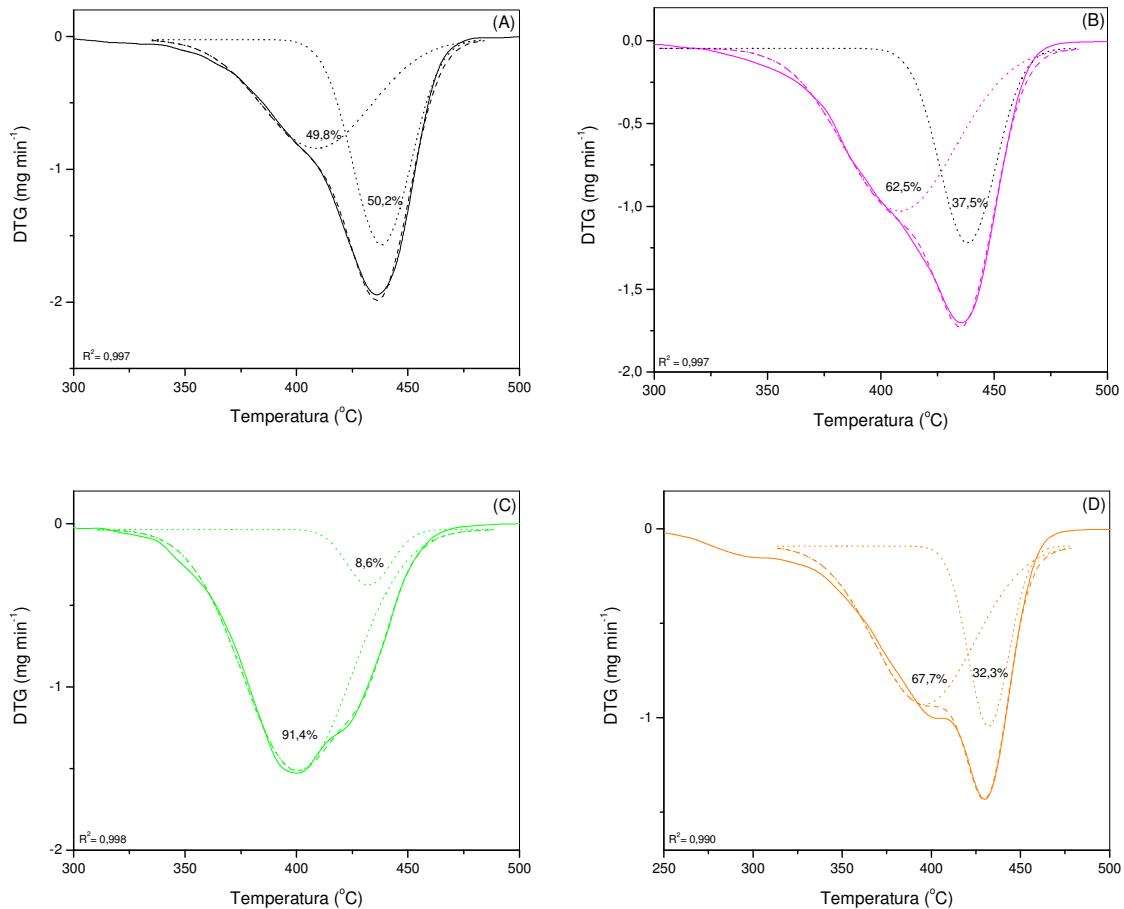 (A)
0
-1
-2
DTG (mg min⁻¹)
49,8%
50,2%
R²= 0,997
300 350 400 450 500
Temperatura (°C)
(B)
0,0
-0,5
-1,0
-1,5
-2,0
DTG (mg min⁻¹)
62,5%
37,5%
R²= 0,997
300 350 400 450 500
Temperatura (°C)
(C)
0
-1
-2
DTG (mg min⁻¹)
8,6%
91,4%
R²= 0,998
300 350 400 450 500
Temperatura (°C)
(D)
0
-1
DTG (mg min⁻¹)
67,7%
32,3%
R²= 0,990
250 300 350 400 450 500
Temperatura (°C)